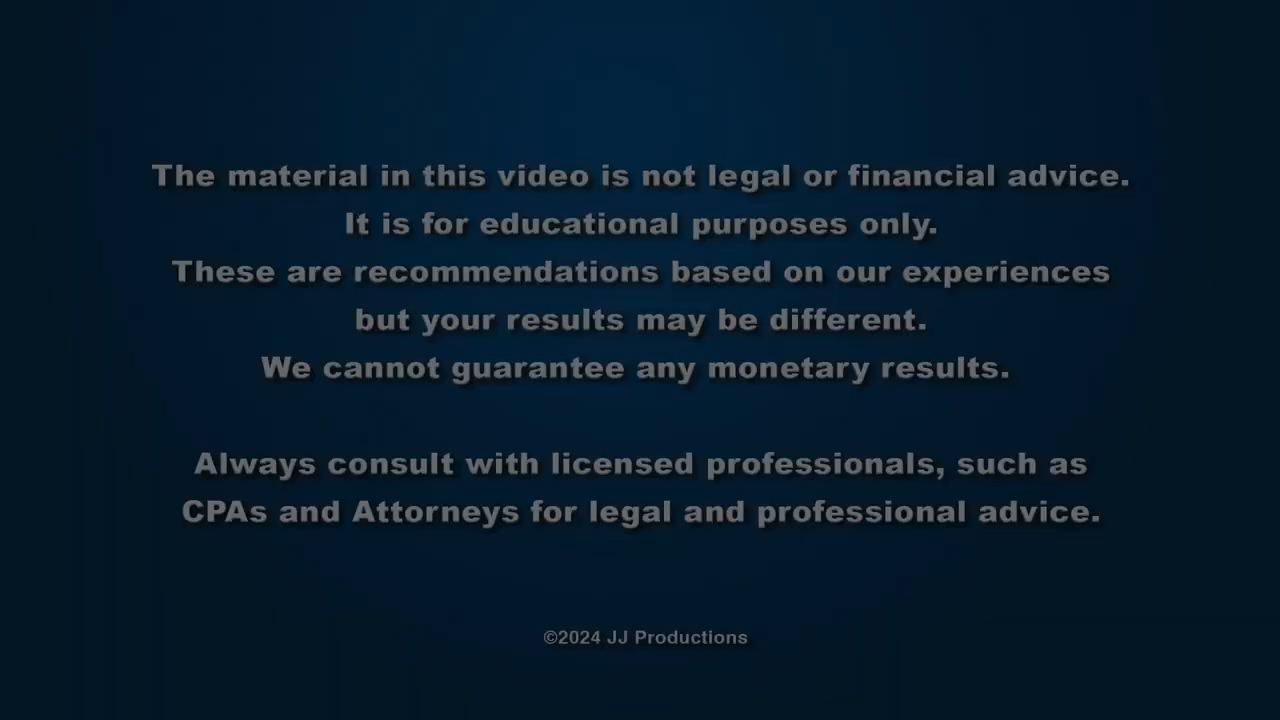 The material in this video is not legal or financial advice.
It is for educational purposes only.
These are recommendations based on our experiences
but your results may be different.
We cannot guarantee any monetary results.
Always consult with licensed professionals, such as
CPAs and Attorneys for legal and professional advice.
©2024 JJ Productions